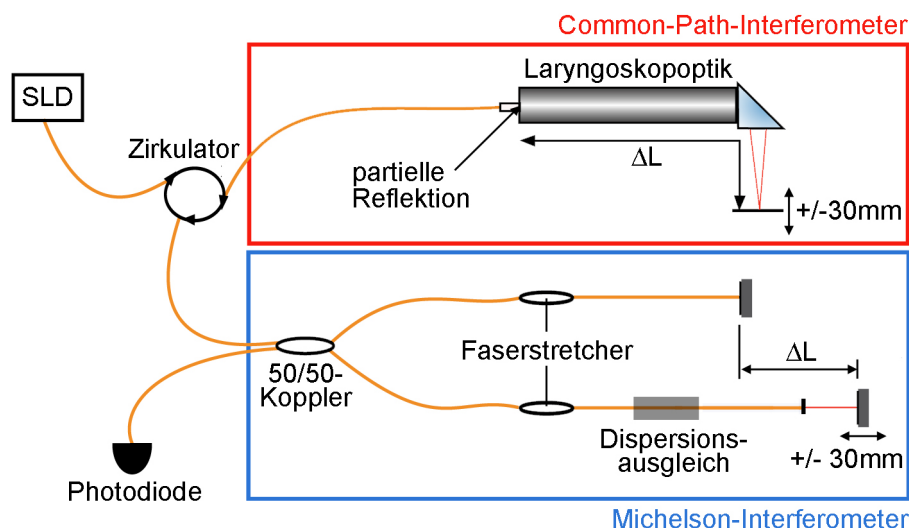 Common-Path-Interferometer
SLD
Laryngoskopoptik
Zirkulator
ΔL
partielle
Reflektion
+/-30mm
Faserstretcher
ΔL
50/50-
Koppler
Dispersions-
ausgleich
+/- 30mm
Photodiode
Michelson-Interferometer